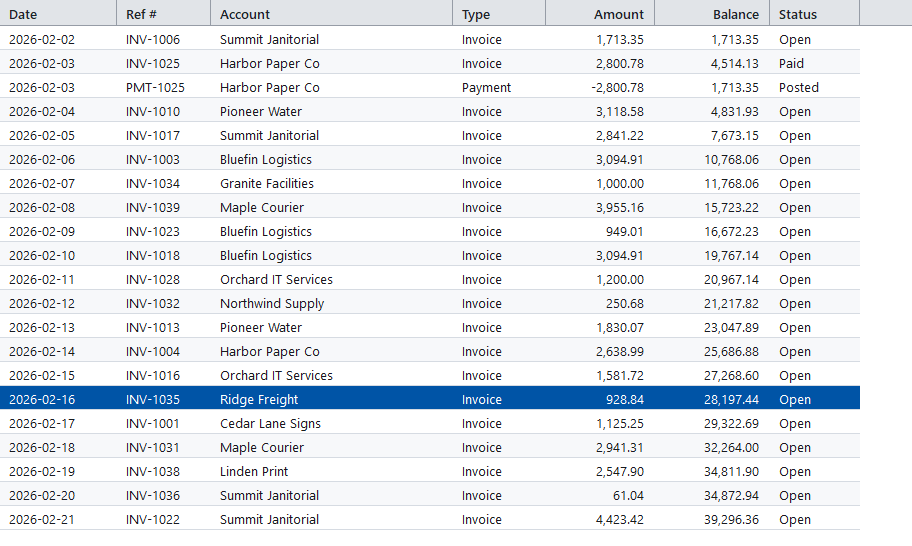 Date Ref # Account Type Amount Balance Status
2026-02-02 INV-1006 Summit Janitorial Invoice 1,713.35 1,713.35 Open
2026-02-03 INV-1025 Harbor Paper Co Invoice 2,800.78 4,514.13 Paid
2026-02-03 PMT-1025 Harbor Paper Co Payment -2,800.78 1,713.35 Posted
2026-02-04 INV-1010 Pioneer Water Invoice 3,118.58 4,831.93 Open
2026-02-05 INV-1017 Summit Janitorial Invoice 2,841.22 7,673.15 Open
2026-02-06 INV-1003 Bluefin Logistics Invoice 3,094.91 10,768.06 Open
2026-02-07 INV-1034 Granite Facilities Invoice 1,000.00 11,768.06 Open
2026-02-08 INV-1039 Maple Courier Invoice 3,955.16 15,723.22 Open
2026-02-09 INV-1023 Bluefin Logistics Invoice 949.01 16,672.23 Open
2026-02-10 INV-1018 Bluefin Logistics Invoice 3,094.91 19,767.14 Open
2026-02-11 INV-1028 Orchard IT Services Invoice 1,200.00 20,967.14 Open
2026-02-12 INV-1032 Northwind Supply Invoice 250.68 21,217.82 Open
2026-02-13 INV-1013 Pioneer Water Invoice 1,830.07 23,047.89 Open
2026-02-14 INV-1004 Harbor Paper Co Invoice 2,638.99 25,686.88 Open
2026-02-15 INV-1016 Orchard IT Services Invoice 1,581.72 27,268.60 Open
2026-02-16 INV-1035 Ridge Freight Invoice 928.84 28,197.44 Open
2026-02-17 INV-1001 Cedar Lane Signs Invoice 1,125.25 29,322.69 Open
2026-02-18 INV-1031 Maple Courier Invoice 2,941.31 32,264.00 Open
2026-02-19 INV-1038 Linden Print Invoice 2,547.90 34,811.90 Open
2026-02-20 INV-1036 Summit Janitorial Invoice 61.04 34,872.94 Open
2026-02-21 INV-1022 Summit Janitorial Invoice 4,423.42 39,296.36 Open